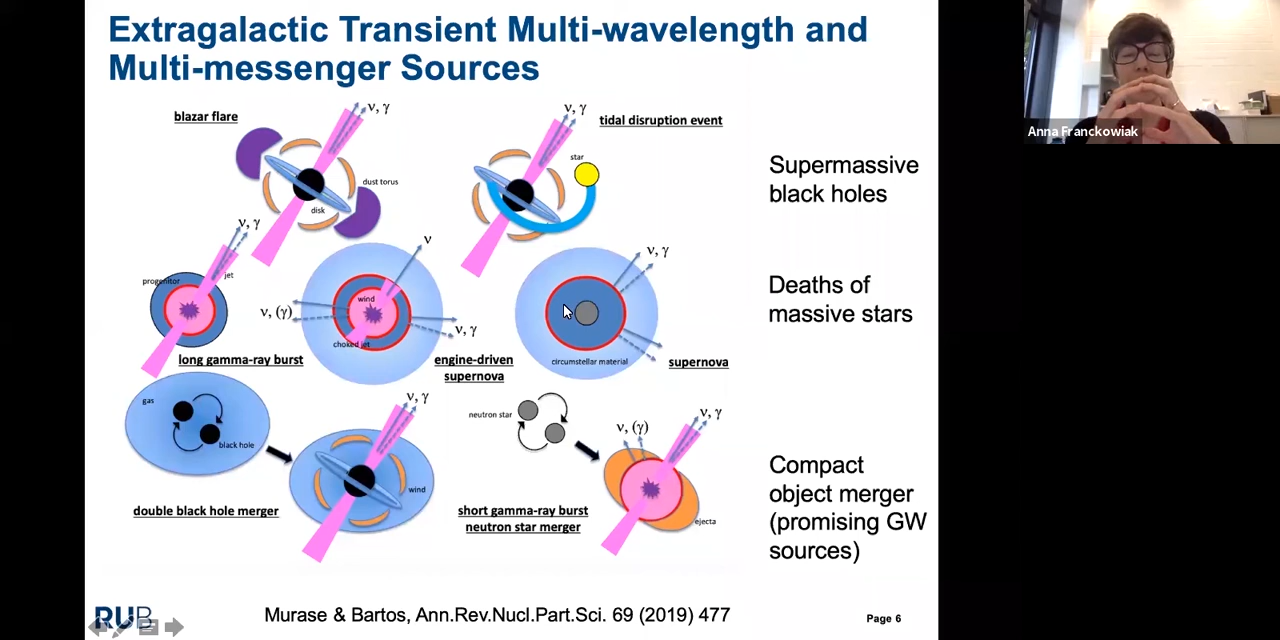 Extragalactic Transient Multi-wavelength and
Multi-messenger Sources
Anna Franckowiak
blazar flare
ν, γ
dust torus
disk
ν, γ
tidal disruption event
star
Supermassive
black holes
ν, γ
progenitor
jet
long gamma-ray burst
ν
wind
ν, (γ)
choked jet
ν, γ
engine-driven
supernova
ν, γ
circumstellar material
supernova
Deaths of
massive stars
gas
black hole
double black hole merger
ν, γ
wind
neutron star
short gamma-ray burst
neutron star merger
ν, (γ)
ν, γ
ejecta
Compact
object merger
(promising GW
sources)
RUB
Murase & Bartos, Ann.Rev.Nucl.Part.Sci. 69 (2019) 477
Page 6